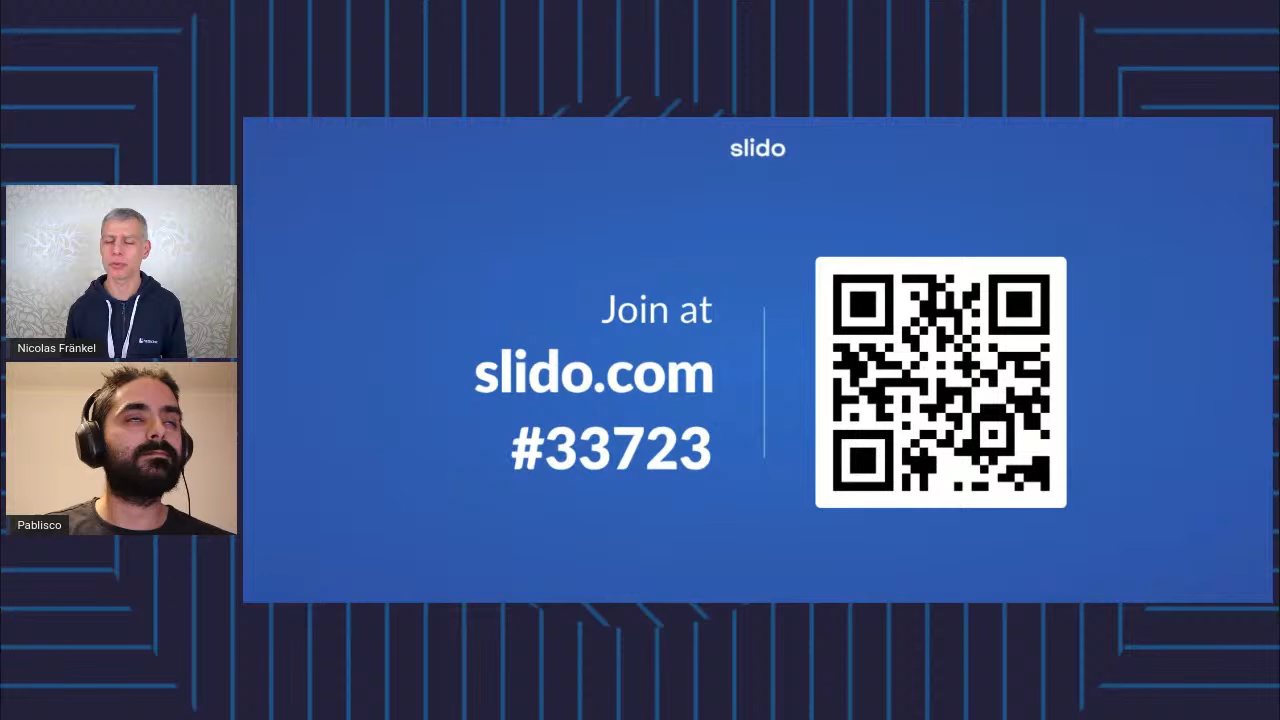 slido
Join at
slido.com
#33723
Nicolas Fränkel
Pablisco